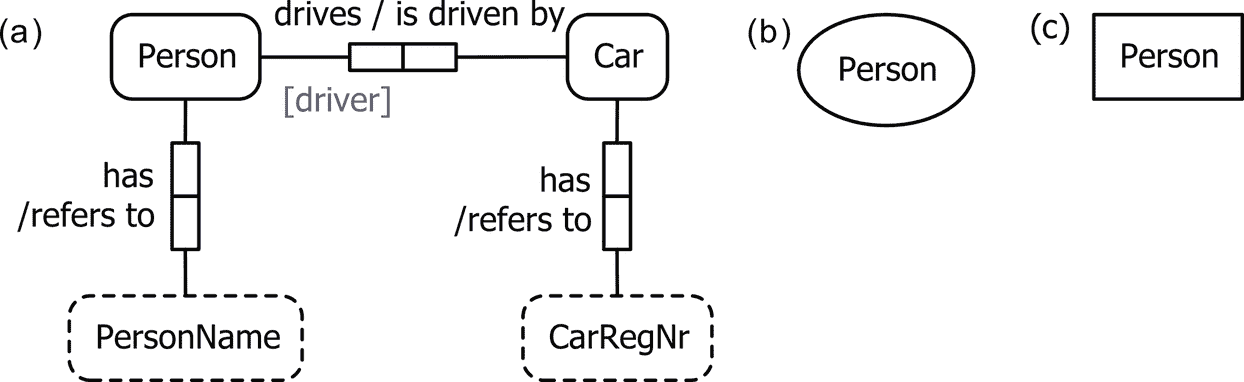 (a)
drives / is driven by
Person
Car
[driver]
has
/refers to
has
/refers to
PersonName
CarRegNr
(b)
Person
(c)
Person